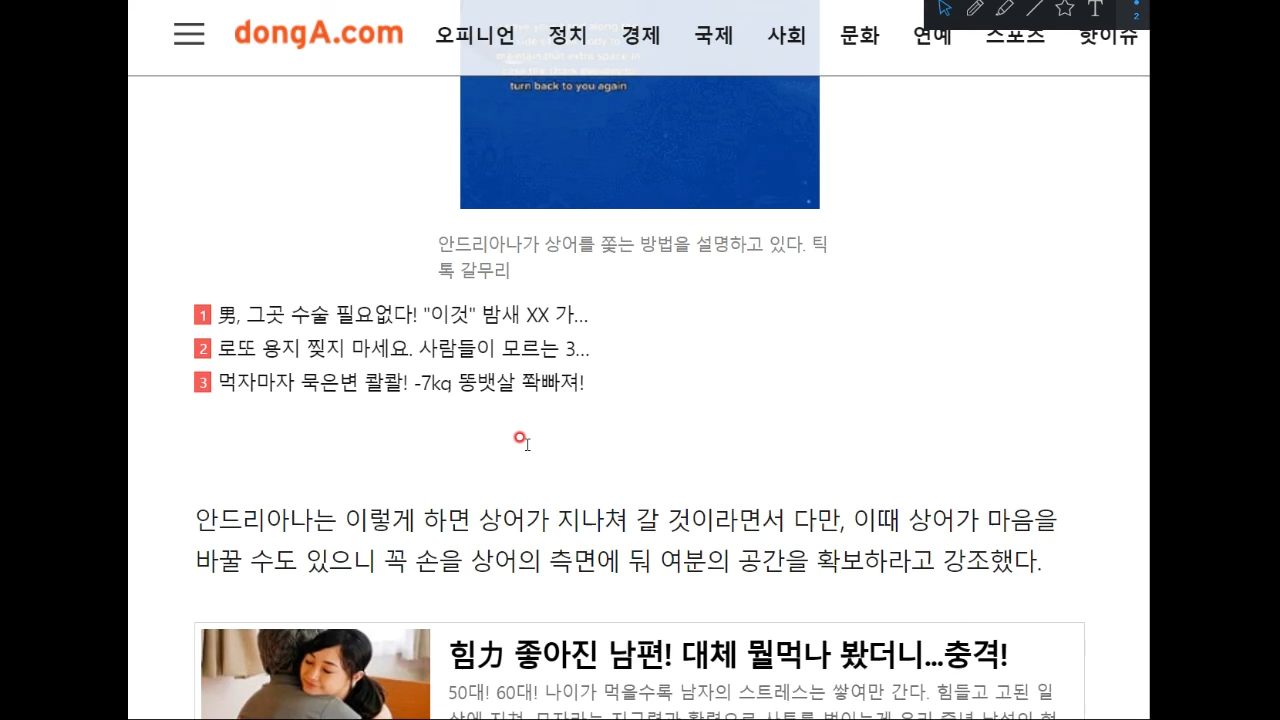 dongA.com 오피니언 정치 경제 국제 사회 문화 연예 스포츠 핫이슈
2
turn back to you again
안드리아나가 상어를 쫓는 방법을 설명하고 있다. 틱
톡 갈무리
1 男, 그곳 수술 필요없다! "이것" 밤새 XX 가...
2 로또 용지 찢지 마세요. 사람들이 모르는 3...
3 먹자마자 묵은변 콸콸! -7kg 똥뱃살 쫙빠져!
안드리아나는 이렇게 하면 상어가 지나쳐 갈 것이라면서 다만, 이때 상어가 마음을
바꿀 수도 있으니 꼭 손을 상어의 측면에 둬 여분의 공간을 확보하라고 강조했다.
힘力 좋아진 남편! 대체 뭘먹나 봤더니...충격!
50대! 60대! 나이가 먹을수록 남자의 스트레스는 쌓여만 간다. 힘들고 고된 일